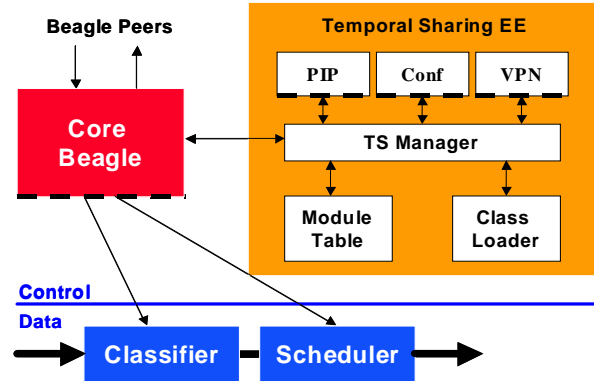 Beagle Peers
Temporal Sharing EE
PIP
Conf
VPN
Core
Beagle
TS Manager
Module
Table
Class
Loader
Control
Data
Classifier
Scheduler